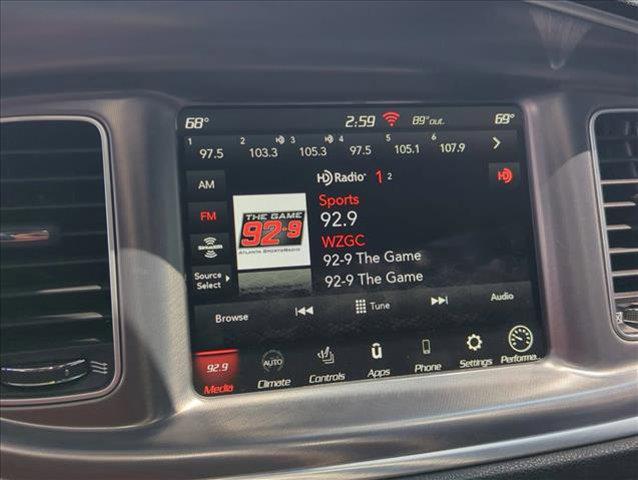 68° 2:59 89° out. 69°
1 2 3 4 5 6
97.5 103.3 105.3 97.5 105.1 107.9
AM HD Radio 1 2
Sports
FM THE GAME 92.9
92-9 WZGC
ATLANTA SPORTSRADIO
SiriusXM 92-9 The Game
Source Select 92-9 The Game
Browse Tune Audio
92.9 AUTO
Media Climate Controls Apps Phone Settings Performa..